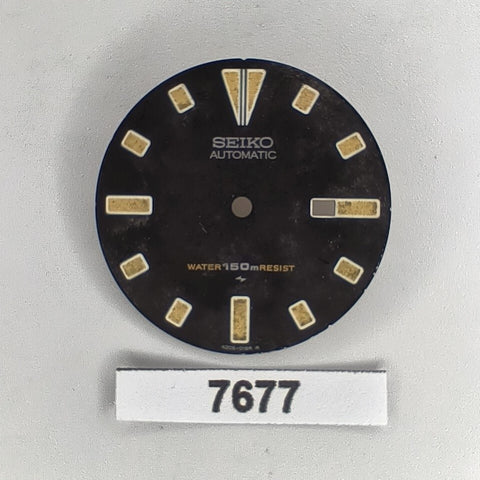 SEIKO
AUTOMATIC
WATER 150m RESIST
7677